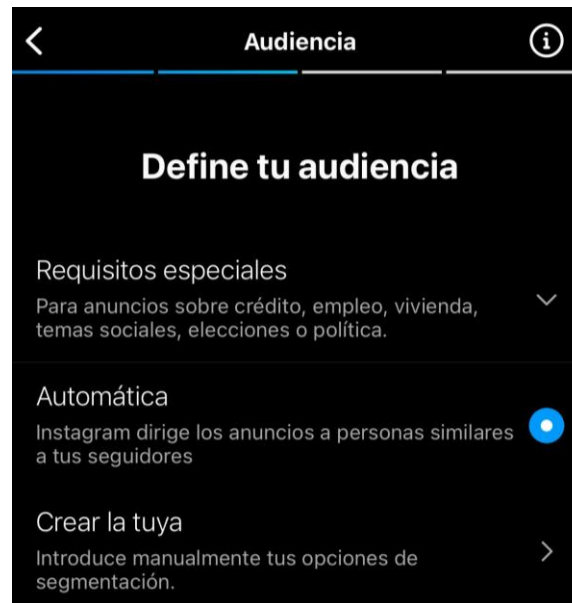 Audiencia
Define tu audiencia
Requisitos especiales
Para anuncios sobre crédito, empleo, vivienda,
temas sociales, elecciones o política.
Automática
Instagram dirige los anuncios a personas similares
a tus seguidores
Crear la tuya
Introduce manualmente tus opciones de
segmentación.